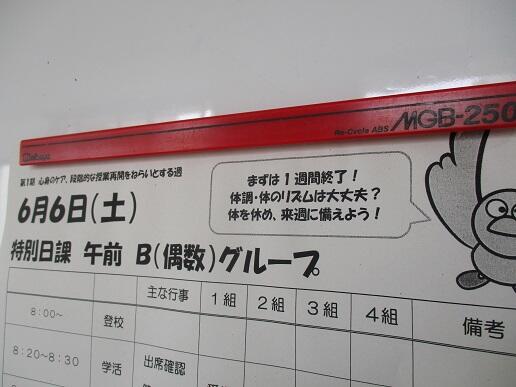 Re-Cycle ABS MGB-250
第1期 心身のケア、段階的な授業再開をねらいとする週
6月6日(土)
まずは1週間終了！
体調・体のリズムは大丈夫？
体を休め、来週に備えよう！
特別日課 午前 B(偶数)グループ
主な行事 1組 2組 3組 4組 備考
8:00~ 登校
8:20~8:30 学活 出席確認